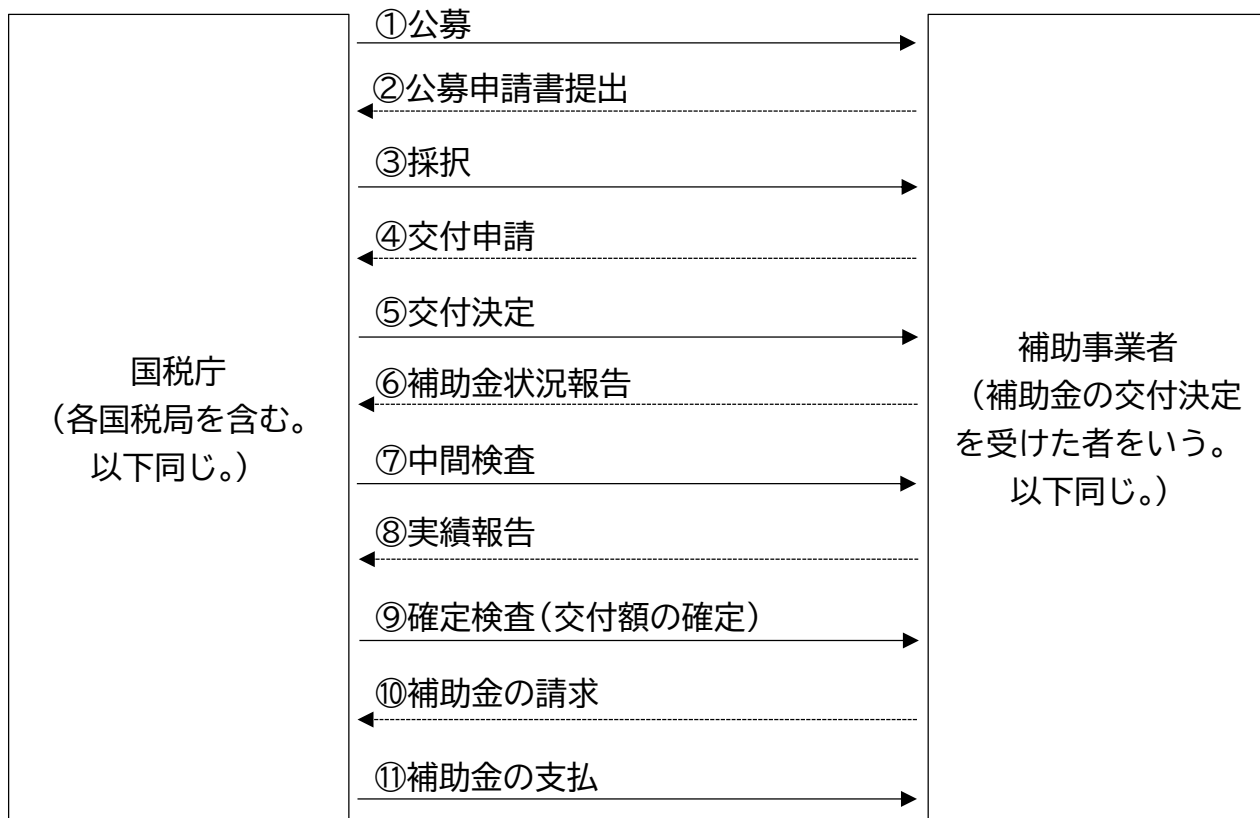 ①公募
②公募申請書提出
③採択
④交付申請
⑤交付決定
⑥補助金状況報告
⑦中間検査
⑧実績報告
⑨確定検査(交付額の確定)
⑩補助金の請求
⑪補助金の支払
国税庁
(各国税局を含む。
以下同じ。)
補助事業者
(補助金の交付決定
を受けた者をいう。
以下同じ。)